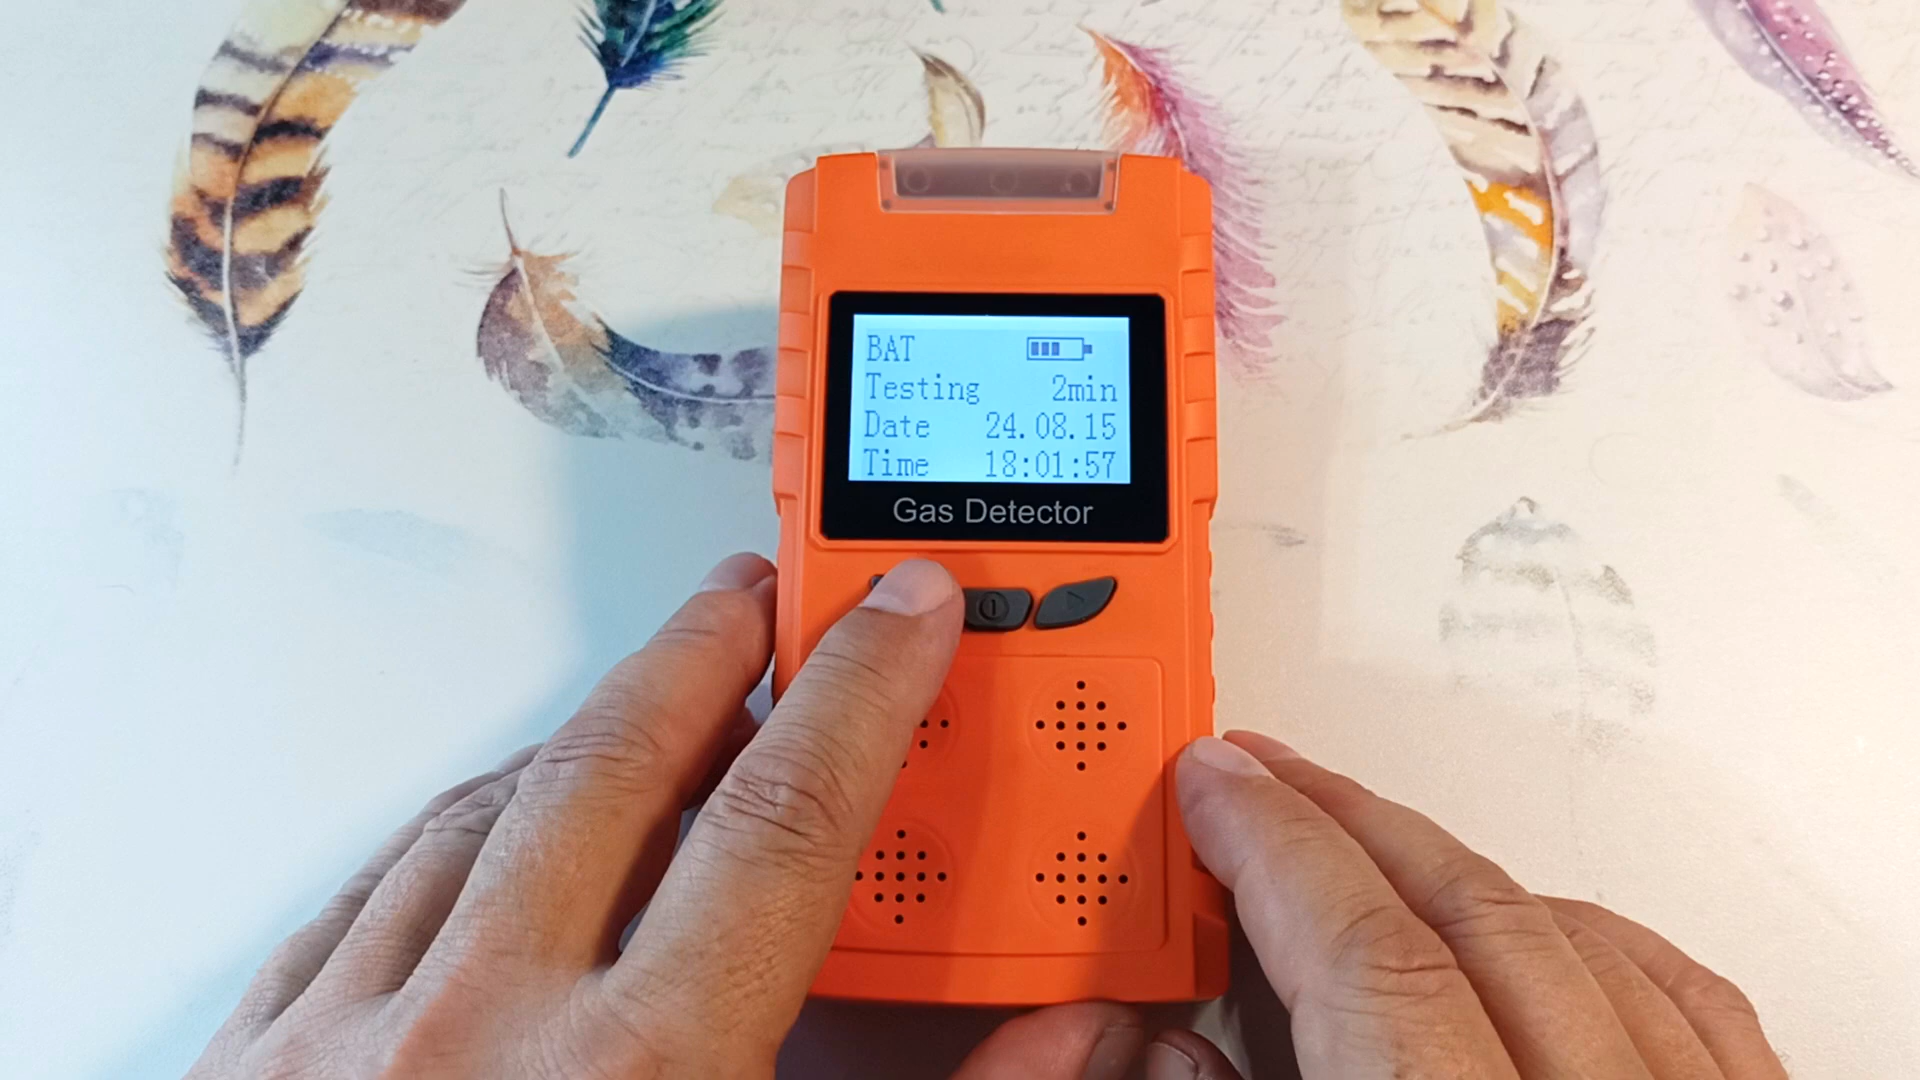 BAT
Testing 2min
Date 24.08.15
Time 18:01:57
Gas Detector